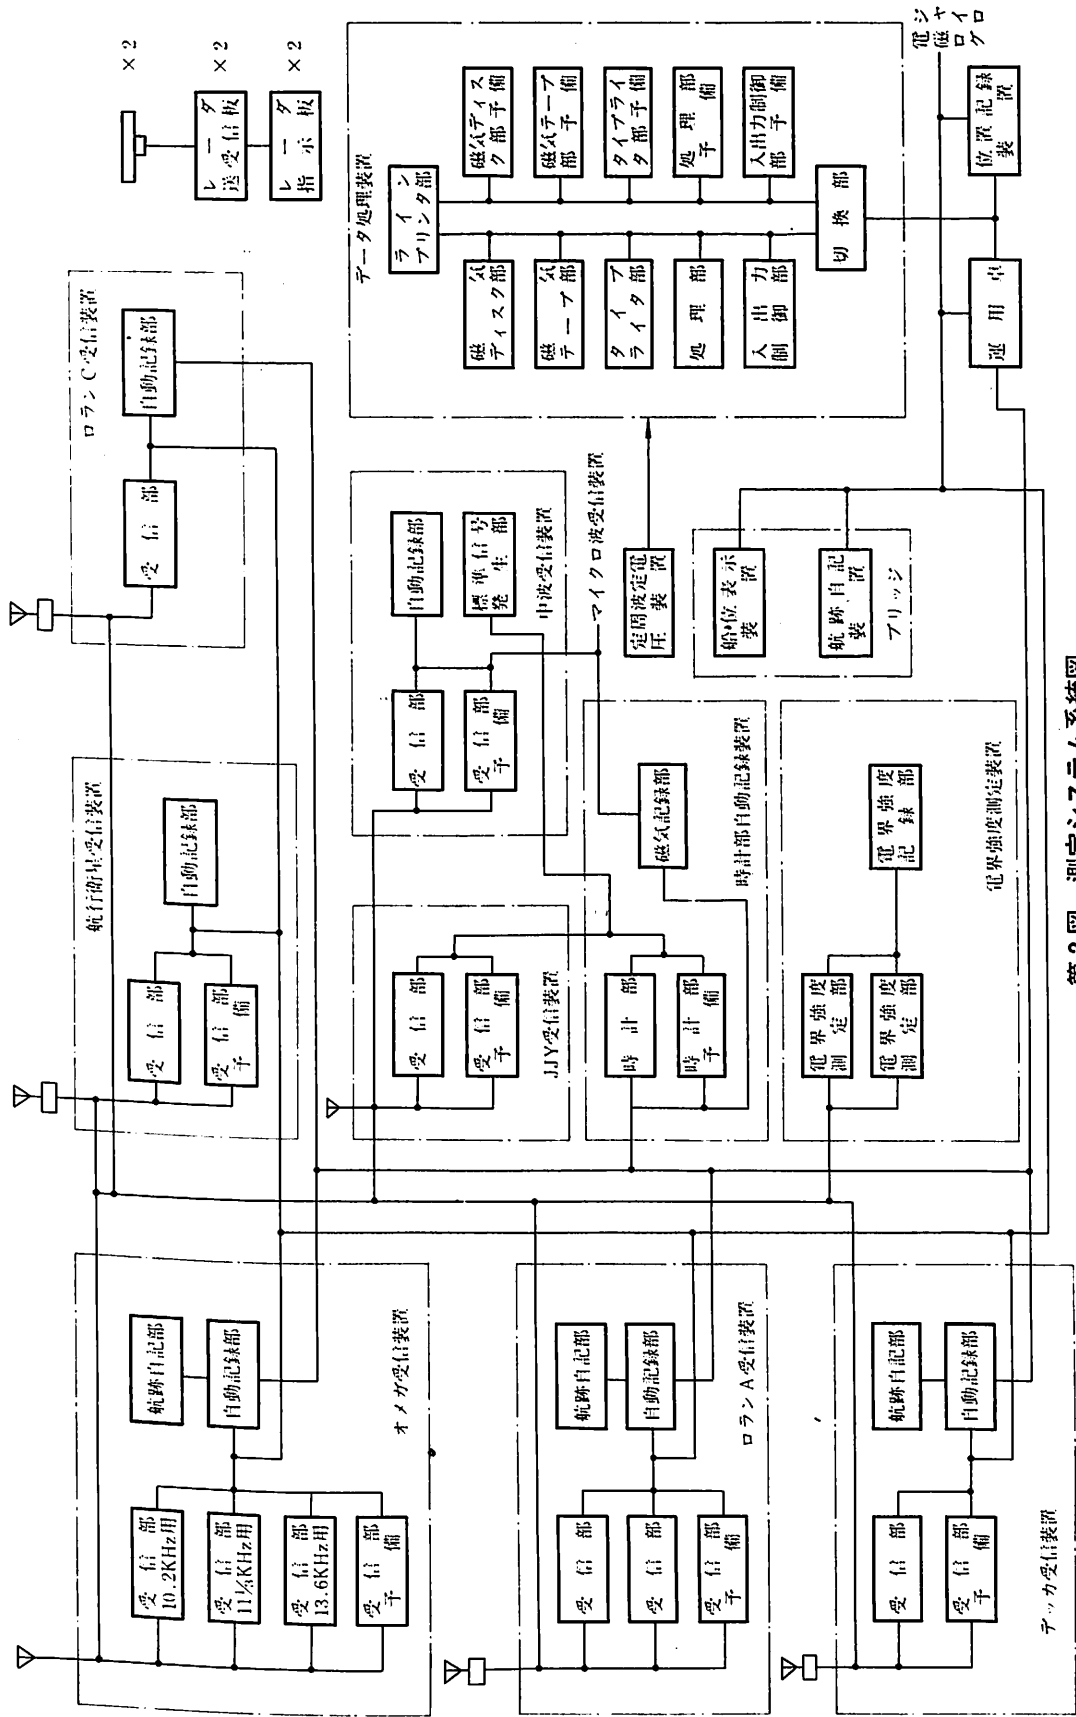 オメガ受信装置
受信部
10.2KHz用
受信部
11⅓KHz用
受信部
13.6KHz用
受信部
予備
航跡自記部
自動記録部
航行衛星受信装置
受信部
受信部
予備
自動記録部
ロランC受信装置
受信部
自動記録部
×2
レーダ
送受信板
×2
レーダ
指示板
×2
ロランA受信装置
受信部
受信部
受信部
予備
航跡自記部
自動記録部
JJY受信装置
受信部
受信部
予備
中波受信装置
受信部
受信部
予備
自動記録部
標準信号
発生部
マイクロ波受信装置
時計部自動記録装置
時計部
時計部
予備
磁気記録部
定周波定電
圧装置
データ処理装置
ライン
プリンタ部
磁気
ディスク部
磁気
テープ部
タイプ
ライタ部
処理部
入出力
制御部
磁気ディス
ク部予備
磁気テープ
部予備
タイプライ
タ部予備
処理部
予備
入出力制御
部予備
切換部
デッカ受信装置
受信部
受信部
予備
航跡自記部
自動記録部
電界強度測定装置
電界強度
測定部
電界強度
測定部
電界強度
記録部
ブリッジ
船位表示
装置
航跡自記
装置
運用卓
位置記録
装置
ジャイロ
電磁ログ
第2図 測定システム系統図